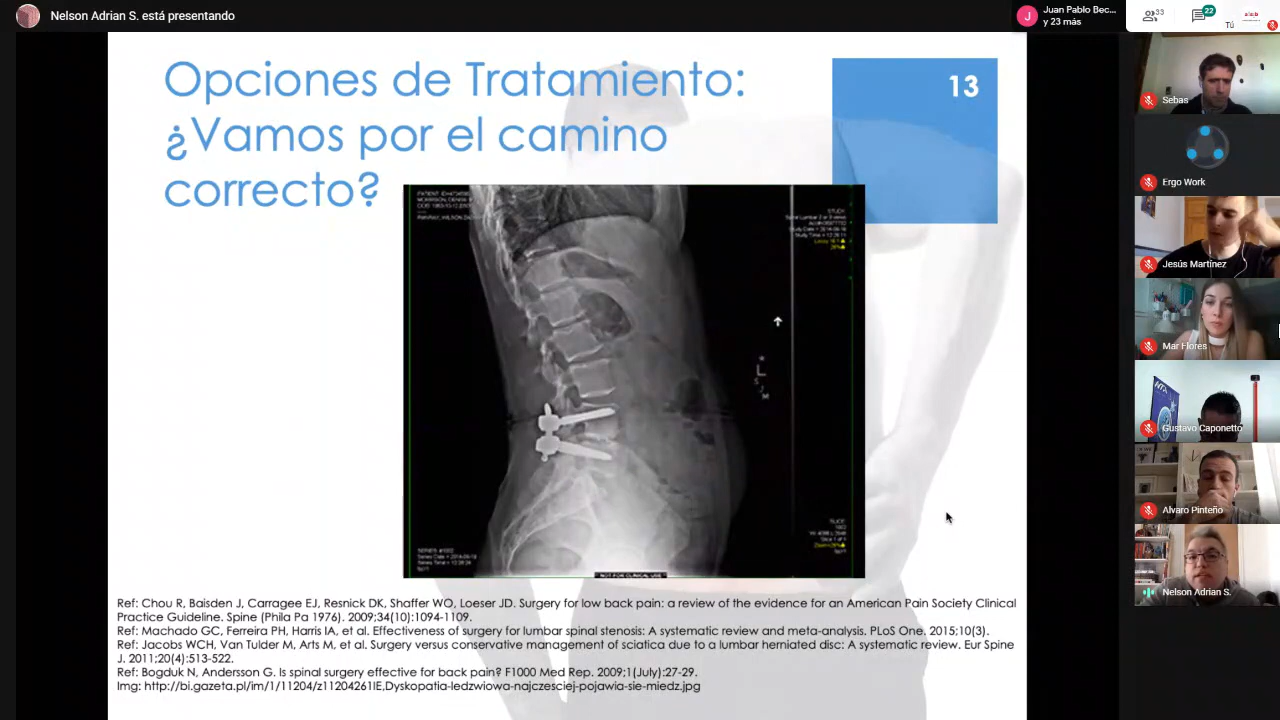 Nelson Adrian S. está presentando
Juan Pablo Bec...
y 23 más
J
33
22
Tú
Opciones de Tratamiento:
¿Vamos por el camino
correcto?
13
L
NOT FOR CLINICAL USE
Sebas
Ergo Work
Jesús Martínez
Mar Flores
Gustavo Caponetto
Alvaro Pinteño
Nelson Adrian S.
Ref: Chou R, Baisden J, Carragee EJ, Resnick DK, Shaffer WO, Loeser JD. Surgery for low back pain: a review of the evidence for an American Pain Society Clinical
Practice Guideline. Spine (Phila Pa 1976). 2009;34(10):1094-1109.
Ref: Machado GC, Ferreira PH, Harris IA, et al. Effectiveness of surgery for lumbar spinal stenosis: A systematic review and meta-analysis. PLoS One. 2015;10(3).
Ref: Jacobs WCH, Van Tulder M, Arts M, et al. Surgery versus conservative management of sciatica due to a lumbar herniated disc: A systematic review. Eur Spine
J. 2011;20(4):513-522.
Ref: Bogduk N, Andersson G. Is spinal surgery effective for back pain? F1000 Med Rep. 2009;1(July):27-29.
Img: http://bi.gazeta.pl/im/1/11204/z11204261IE,Dyskopatia-ledzwiowa-najczesciej-pojawia-sie-miedz.jpg